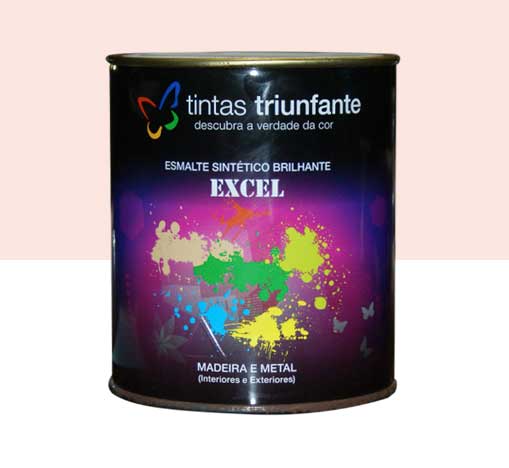 tintas triunfante
descubra a verdade da cor
ESMALTE SINTÉTICO BRILHANTE
EXCEL
MADEIRA E METAL
(Interiores e Exteriores)